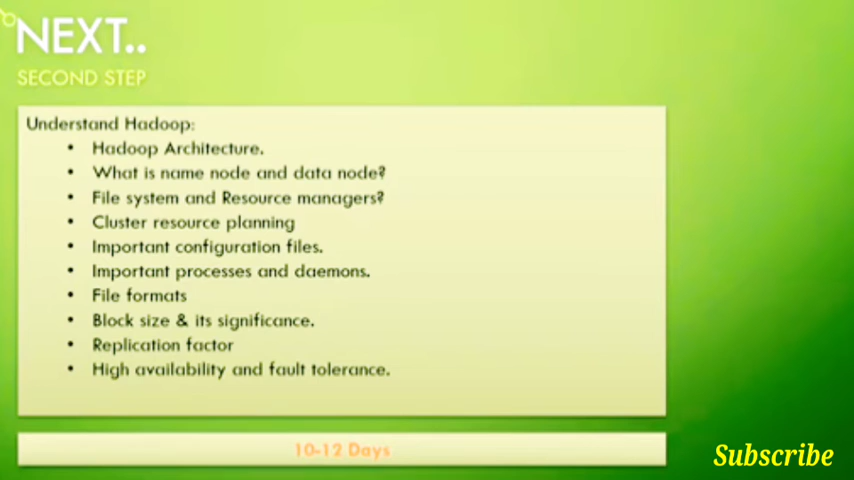 NEXT..
SECOND STEP
Understand Hadoop:
• Hadoop Architecture.
• What is name node and data node?
• File system and Resource managers?
• Cluster resource planning
• Important configuration files.
• Important processes and daemons.
• File formats
• Block size & its significance.
• Replication factor
• High availability and fault tolerance.
10-12 Days
Subscribe